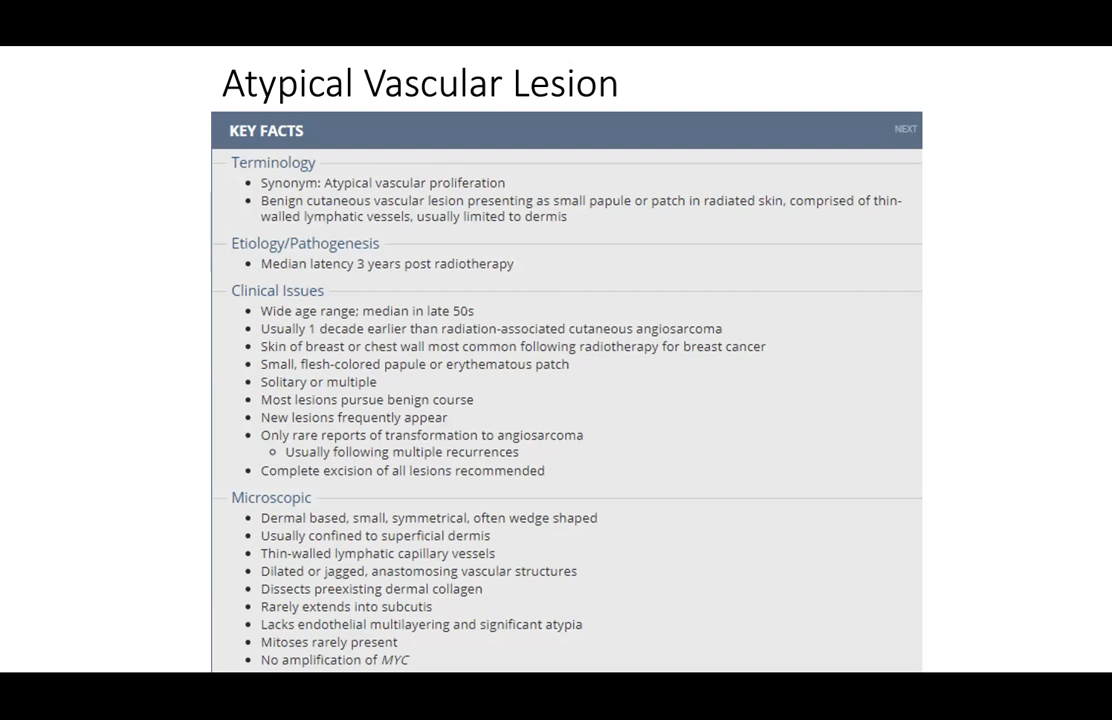 Atypical Vascular Lesion
KEY FACTS
NEXT
Terminology
• Synonym: Atypical vascular proliferation
• Benign cutaneous vascular lesion presenting as small papule or patch in radiated skin, comprised of thin-
walled lymphatic vessels, usually limited to dermis
Etiology/Pathogenesis
• Median latency 3 years post radiotherapy
Clinical Issues
• Wide age range; median in late 50s
• Usually 1 decade earlier than radiation-associated cutaneous angiosarcoma
• Skin of breast or chest wall most common following radiotherapy for breast cancer
• Small, flesh-colored papule or erythematous patch
• Solitary or multiple
• Most lesions pursue benign course
• New lesions frequently appear
• Only rare reports of transformation to angiosarcoma
○ Usually following multiple recurrences
• Complete excision of all lesions recommended
Microscopic
• Dermal based, small, symmetrical, often wedge shaped
• Usually confined to superficial dermis
• Thin-walled lymphatic capillary vessels
• Dilated or jagged, anastomosing vascular structures
• Dissects preexisting dermal collagen
• Rarely extends into subcutis
• Lacks endothelial multilayering and significant atypia
• Mitoses rarely present
• No amplification of MYC